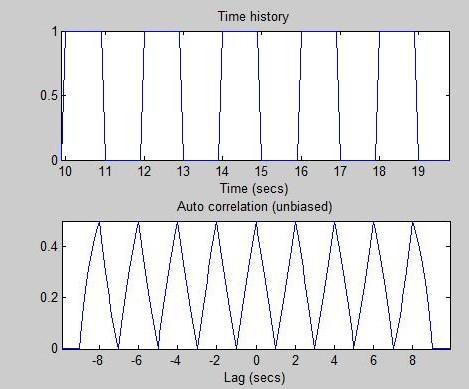 Time history
1
0.5
0
10 11 12 13 14 15 16 17 18 19
Time (secs)
Auto correlation (unbiased)
0.4
0.2
0
-8 -6 -4 -2 0 2 4 6 8
Lag (secs)